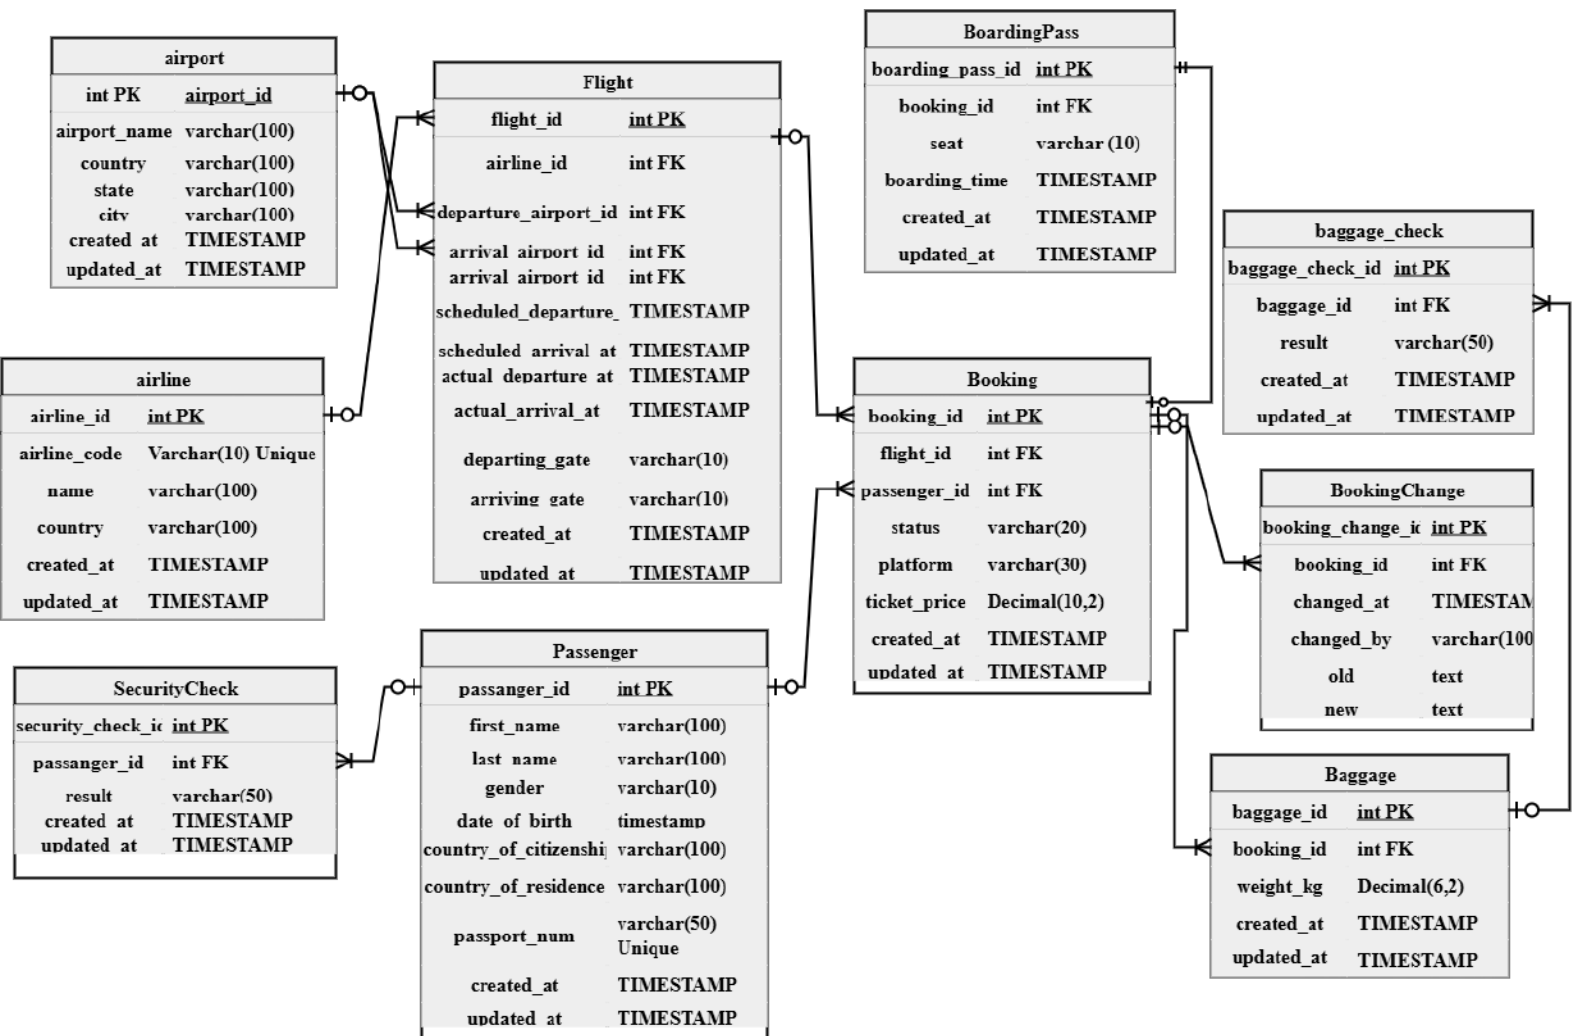 airport
int PK airport_id
airport_name varchar(100)
country varchar(100)
state varchar(100)
city varchar(100)
created_at TIMESTAMP
updated_at TIMESTAMP
airline
airline_id int PK
airline_code Varchar(10) Unique
name varchar(100)
country varchar(100)
created_at TIMESTAMP
updated_at TIMESTAMP
SecurityCheck
security_check_ic int PK
passanger_id int FK
result varchar(50)
created_at TIMESTAMP
updated_at TIMESTAMP
Flight
flight_id int PK
airline_id int FK
departure_airport_id int FK
arrival_airport_id int FK
arrival_airport_id int FK
scheduled_departure_ TIMESTAMP
scheduled_arrival_at TIMESTAMP
actual_departure_at TIMESTAMP
actual_arrival_at TIMESTAMP
departing_gate varchar(10)
arriving_gate varchar(10)
created_at TIMESTAMP
updated_at TIMESTAMP
Passenger
passanger_id int PK
first_name varchar(100)
last_name varchar(100)
gender varchar(10)
date_of_birth timestamp
country_of_citizenshij varchar(100)
country_of_residence varchar(100)
passport_num varchar(50)
Unique
created_at TIMESTAMP
updated_at TIMESTAMP
BoardingPass
boarding_pass_id int PK
booking_id int FK
seat varchar (10)
boarding_time TIMESTAMP
created_at TIMESTAMP
updated_at TIMESTAMP
Booking
booking_id int PK
flight_id int FK
passenger_id int FK
status varchar(20)
platform varchar(30)
ticket_price Decimal(10,2)
created_at TIMESTAMP
updated_at TIMESTAMP
baggage_check
baggage_check_id int PK
baggage_id int FK
result varchar(50)
created_at TIMESTAMP
updated_at TIMESTAMP
BookingChange
booking_change_ic int PK
booking_id int FK
changed_at TIMESTAM
changed_by varchar(100
old text
new text
Baggage
baggage_id int PK
booking_id int FK
weight_kg Decimal(6,2)
created_at TIMESTAMP
updated_at TIMESTAMP